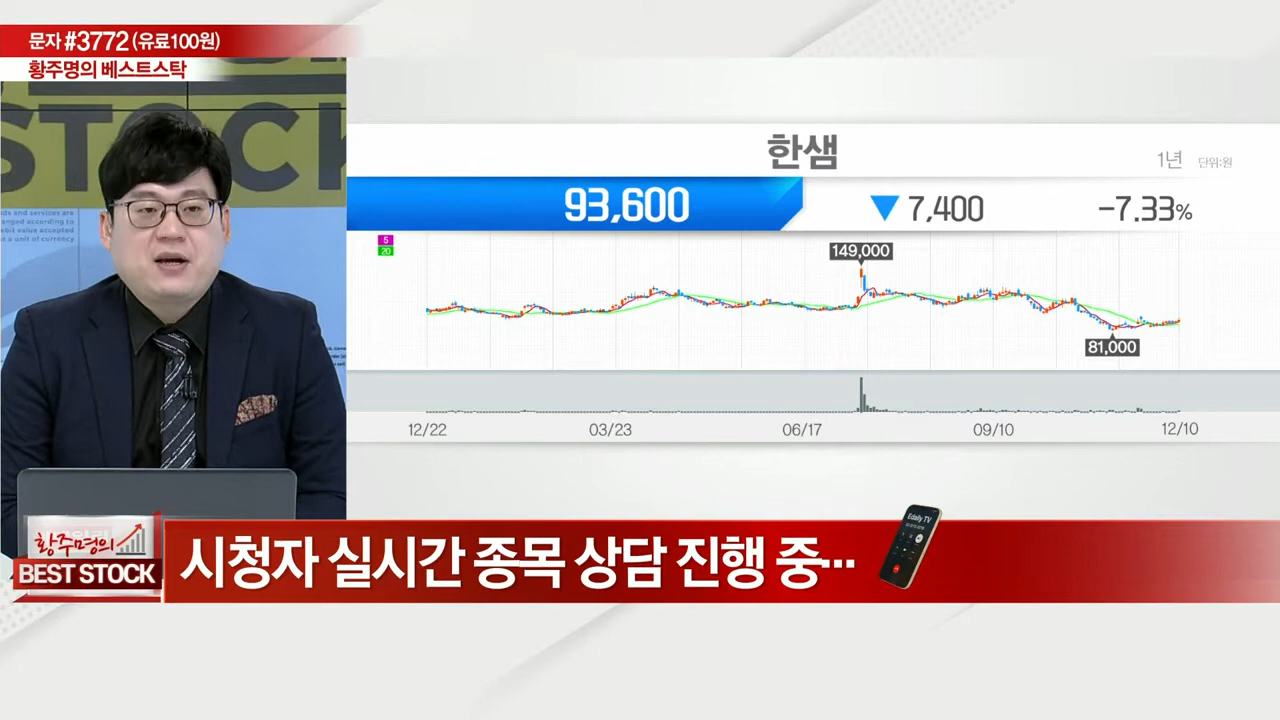 문자 #3772 (유료100원)
황주명의 베스트스탁
STOCK
한샘
1년 단위:원
93,600
▼ 7,400
-7.33%
5
20
149,000
81,000
12/22
03/23
06/17
09/10
12/10
황주명의
BEST STOCK
시청자 실시간 종목 상담 진행 중…
Edaily TV